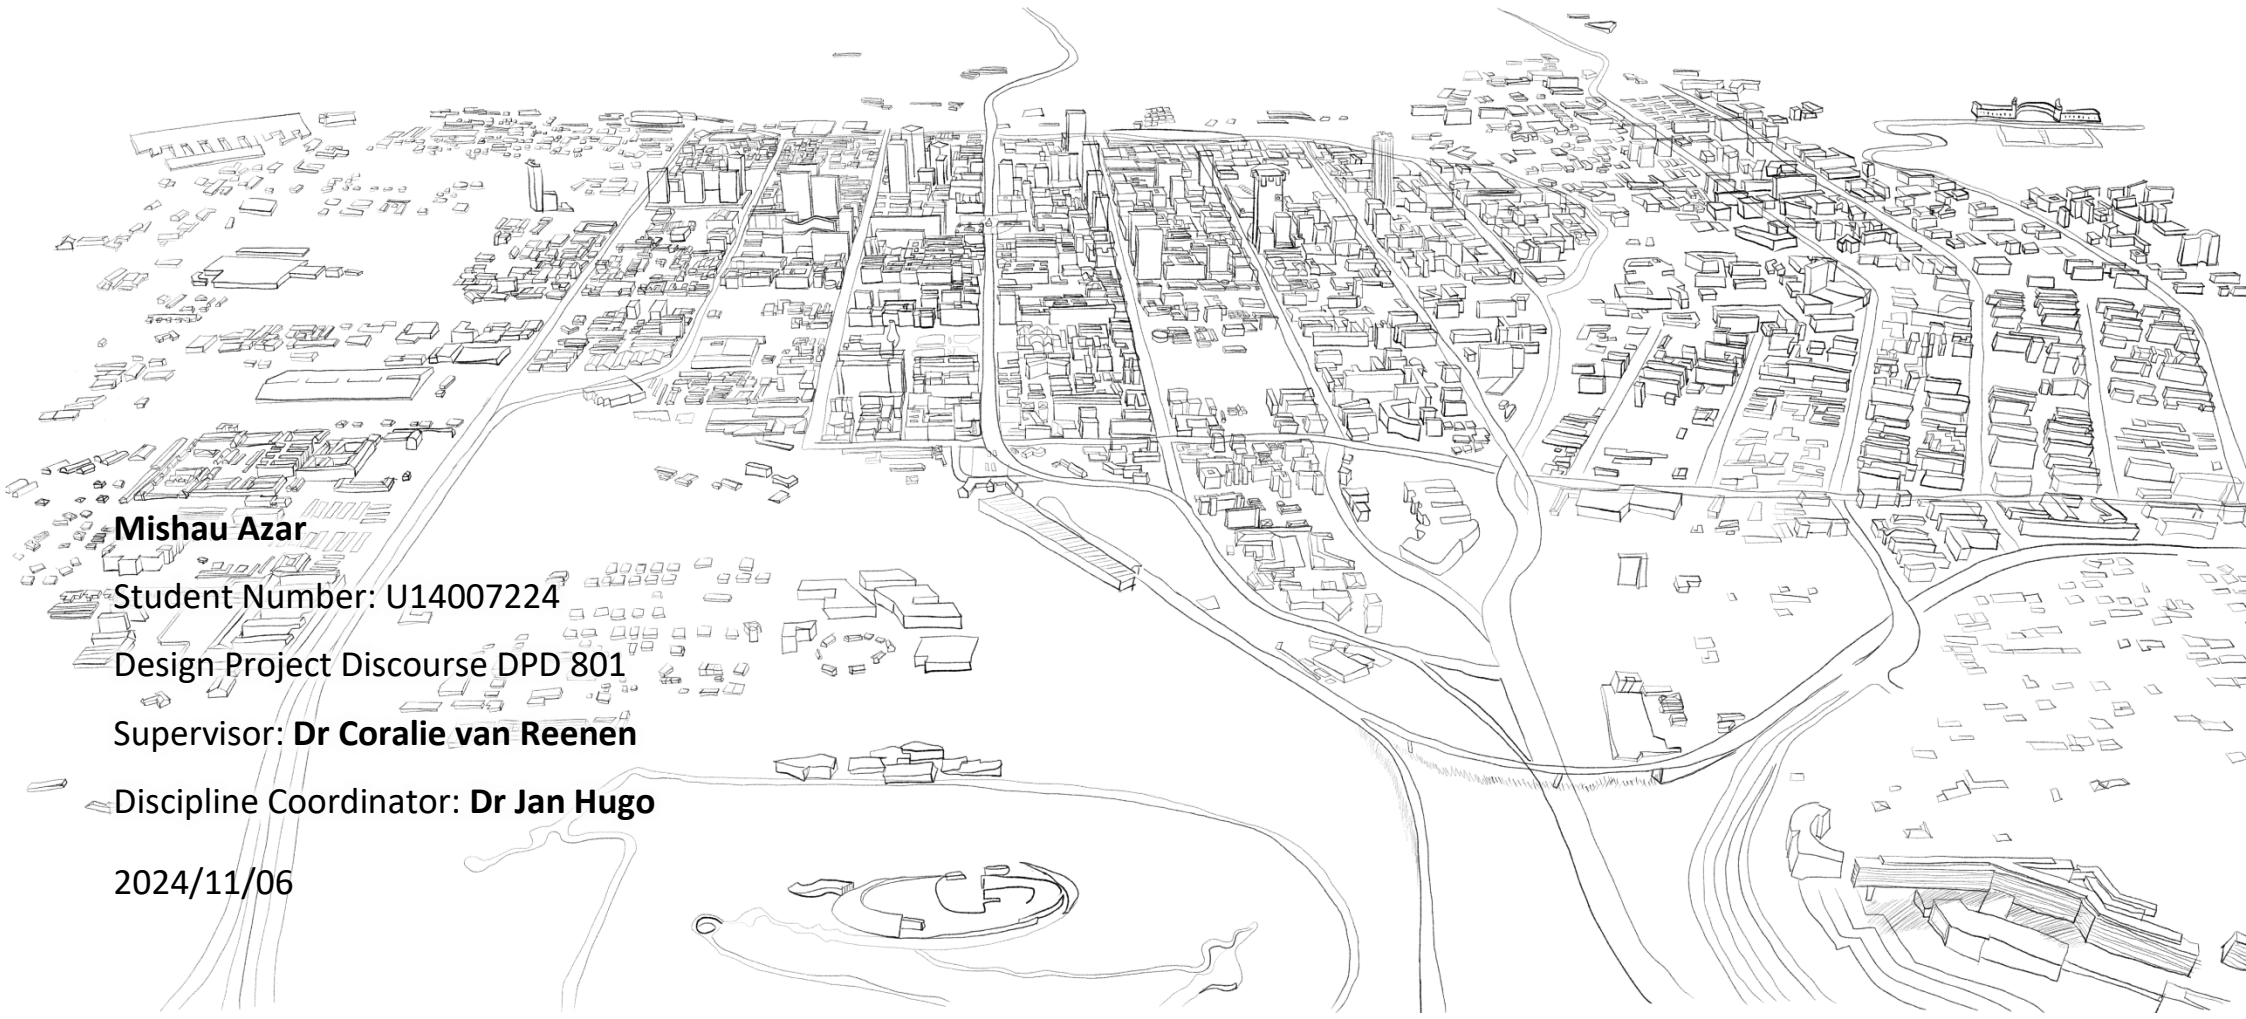 Mishau Azar
Student Number: U14007224
Design Project Discourse DPD 801
Supervisor: Dr Coralie van Reenen
Discipline Coordinator: Dr Jan Hugo
2024/11/06